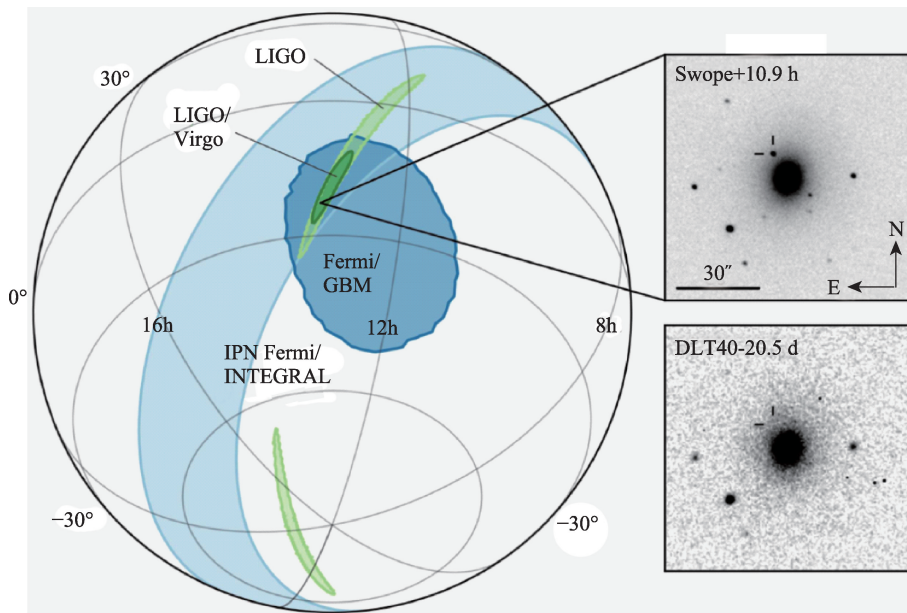 LIGO
30°
LIGO/
Virgo
Fermi/
GBM
0°
16h
12h
8h
IPN Fermi/
INTEGRAL
−30°
−30°
Swope+10.9 h
N
E
30″
DLT40-20.5 d